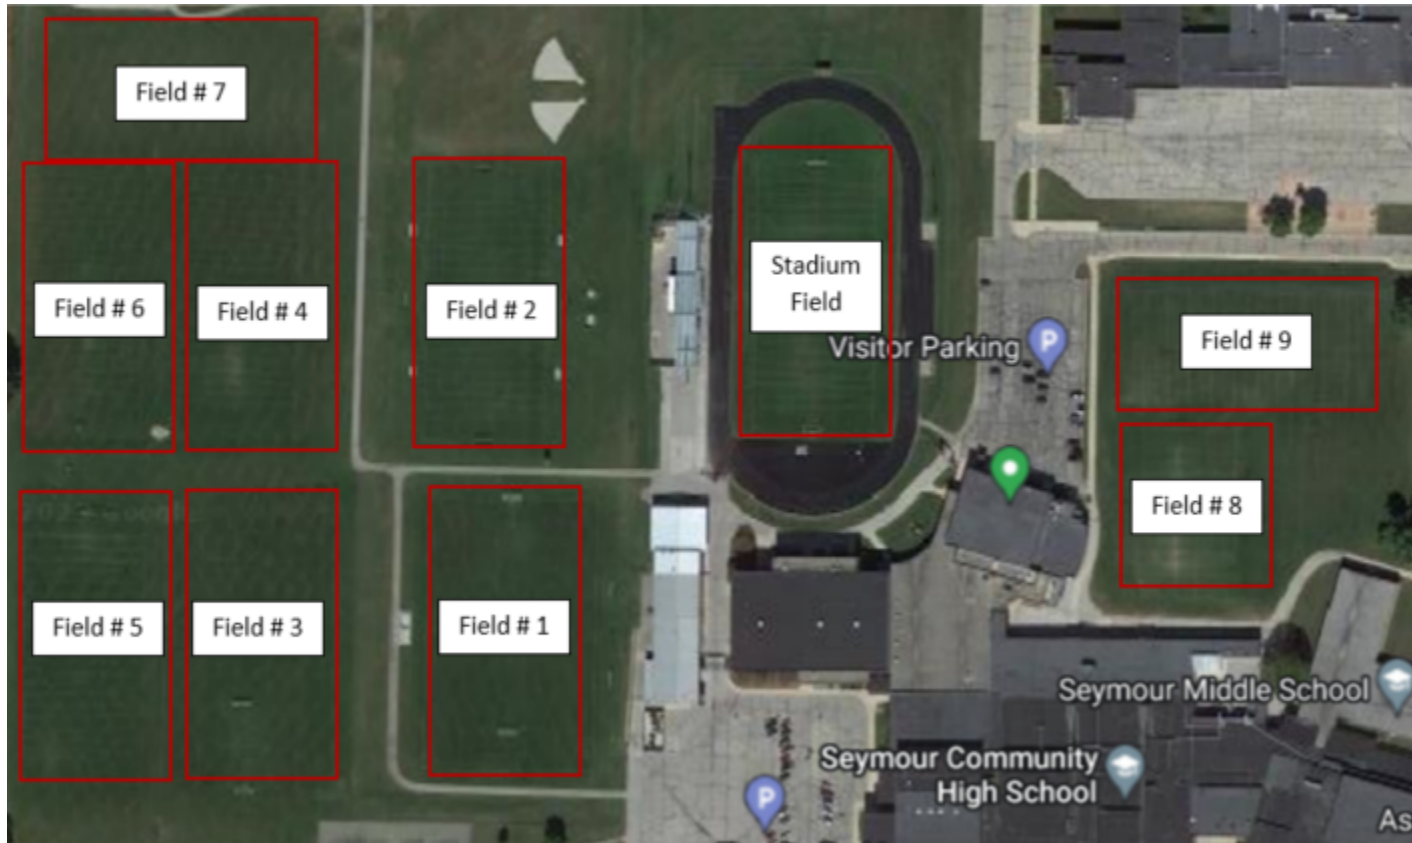 Field # 7
Field # 6
Field # 4
Field # 2
Stadium
Field
Visitor Parking
P
Field # 9
Field # 8
Field # 5
Field # 3
Field # 1
Seymour Middle School
Seymour Community
High School
P
As